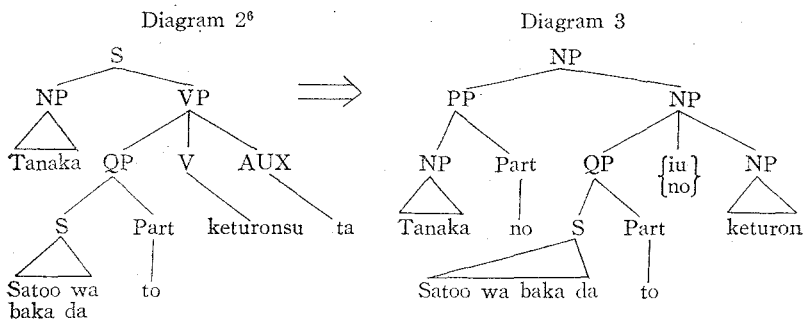 Diagram 2⁶ Diagram 3
S NP
NP VP PP NP
Tanaka QP V AUX NP Part QP {iu NP
no}
S Part keturonsu ta Tanaka no S Part keturon
Satoo wa to Satoo wa baka da to
baka da